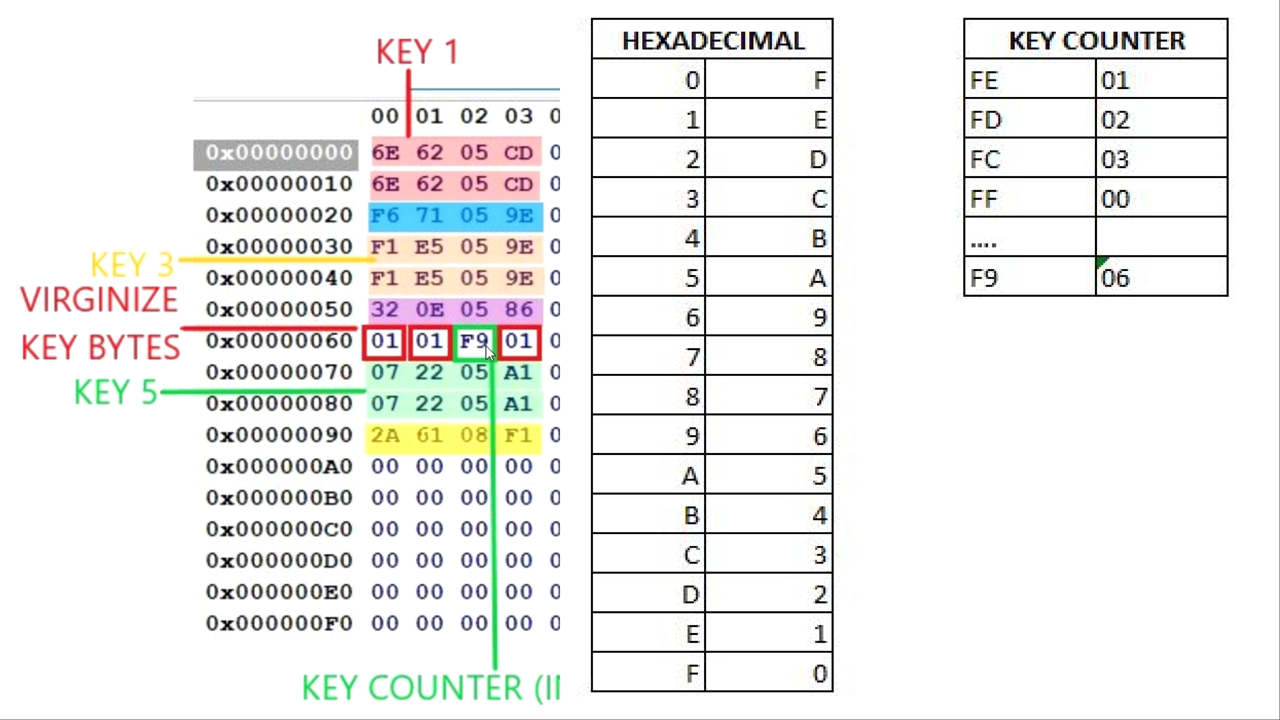 KEY 1
00 01 02 03 0
0x00000000 6E 62 05 CD 0
0x00000010 6E 62 05 CD 0
0x00000020 F6 71 05 9E 0
0x00000030 F1 E5 05 9E 0
KEY 3
0x00000040 F1 E5 05 9E 0
VIRGINIZE
0x00000050 32 0E 05 86 0
0x00000060 01 01 F9 01 0
KEY BYTES
0x00000070 07 22 05 A1 0
KEY 5
0x00000080 07 22 05 A1 0
0x00000090 2A 61 08 F1 0
0x000000A0 00 00 00 00 0
0x000000B0 00 00 00 00 0
0x000000C0 00 00 00 00 0
0x000000D0 00 00 00 00 0
0x000000E0 00 00 00 00 0
0x000000F0 00 00 00 00 0
KEY COUNTER (II
HEXADECIMAL
0 F
1 E
2 D
3 C
4 B
5 A
6 9
7 8
8 7
9 6
A 5
B 4
C 3
D 2
E 1
F 0
KEY COUNTER
FE 01
FD 02
FC 03
FF 00
....
F9 06